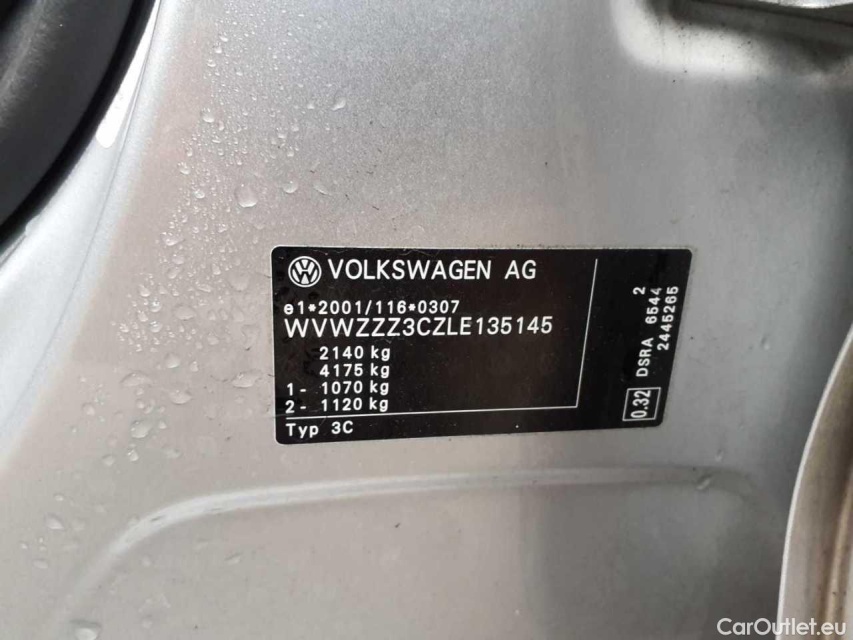 VOLKSWAGEN AG
e1*2001/116*0307
WVWZZZ3CZLE135145
2140 kg
4175 kg
1- 1070 kg
2- 1120 kg
Typ 3C
2
DSRA 6544
2445265
0.32
CarOutlet.eu